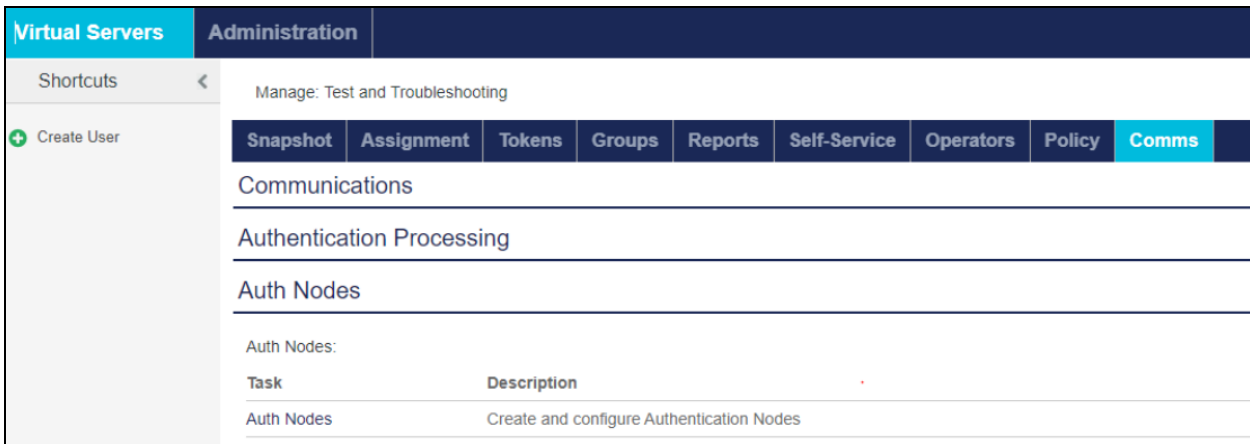 Virtual Servers Administration
Shortcuts
Manage: Test and Troubleshooting
Create User
Snapshot Assignment Tokens Groups Reports Self-Service Operators Policy Comms
Communications
Authentication Processing
Auth Nodes
Auth Nodes:
Task Description
Auth Nodes Create and configure Authentication Nodes